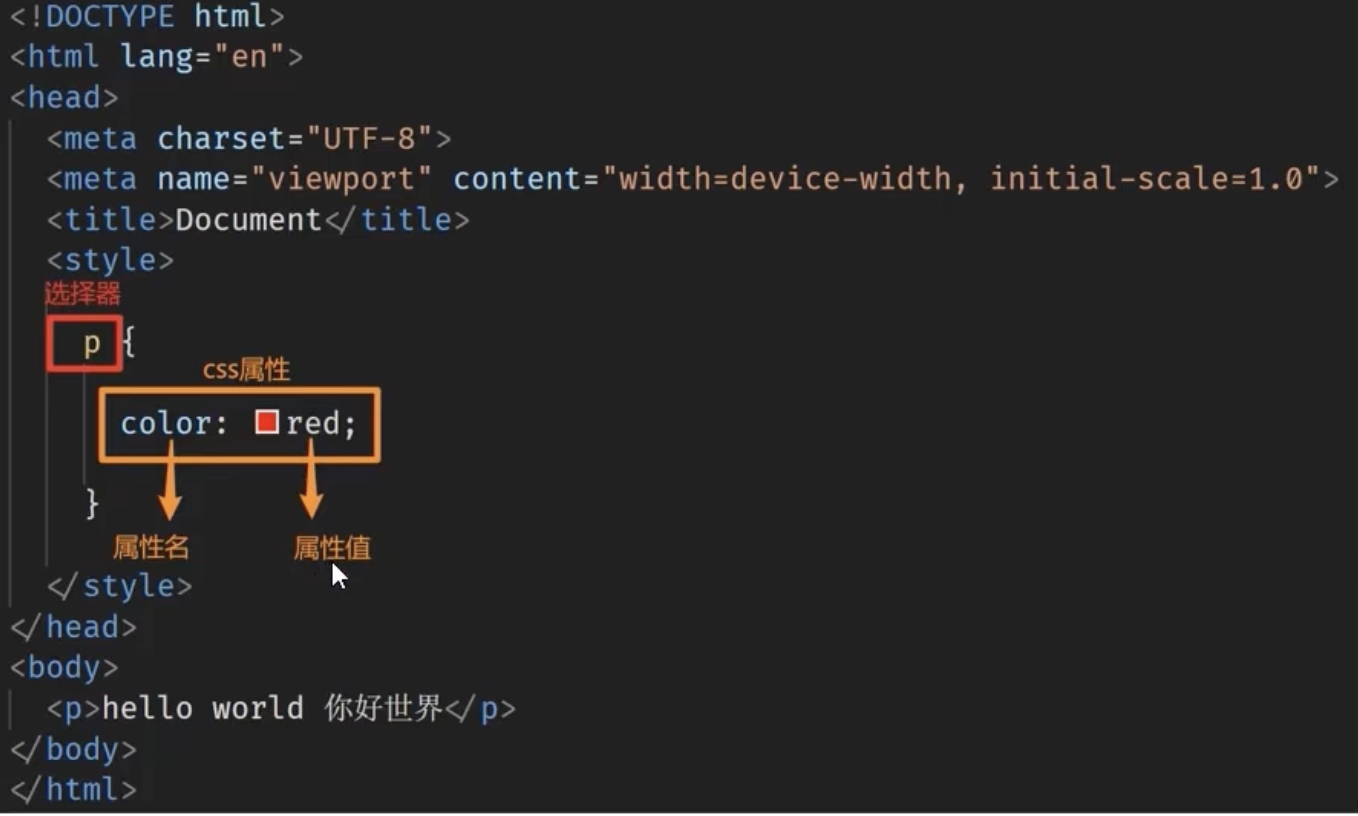 <!DOCTYPE html>
<html lang="en">
<head>
<meta charset="UTF-8">
<meta name="viewport" content="width=device-width, initial-scale=1.0">
<title>Document</title>
<style>
选择器
p {
css属性
color: red;
}
属性名 属性值
</style>
</head>
<body>
<p>hello world 你好世界</p>
</body>
</html>